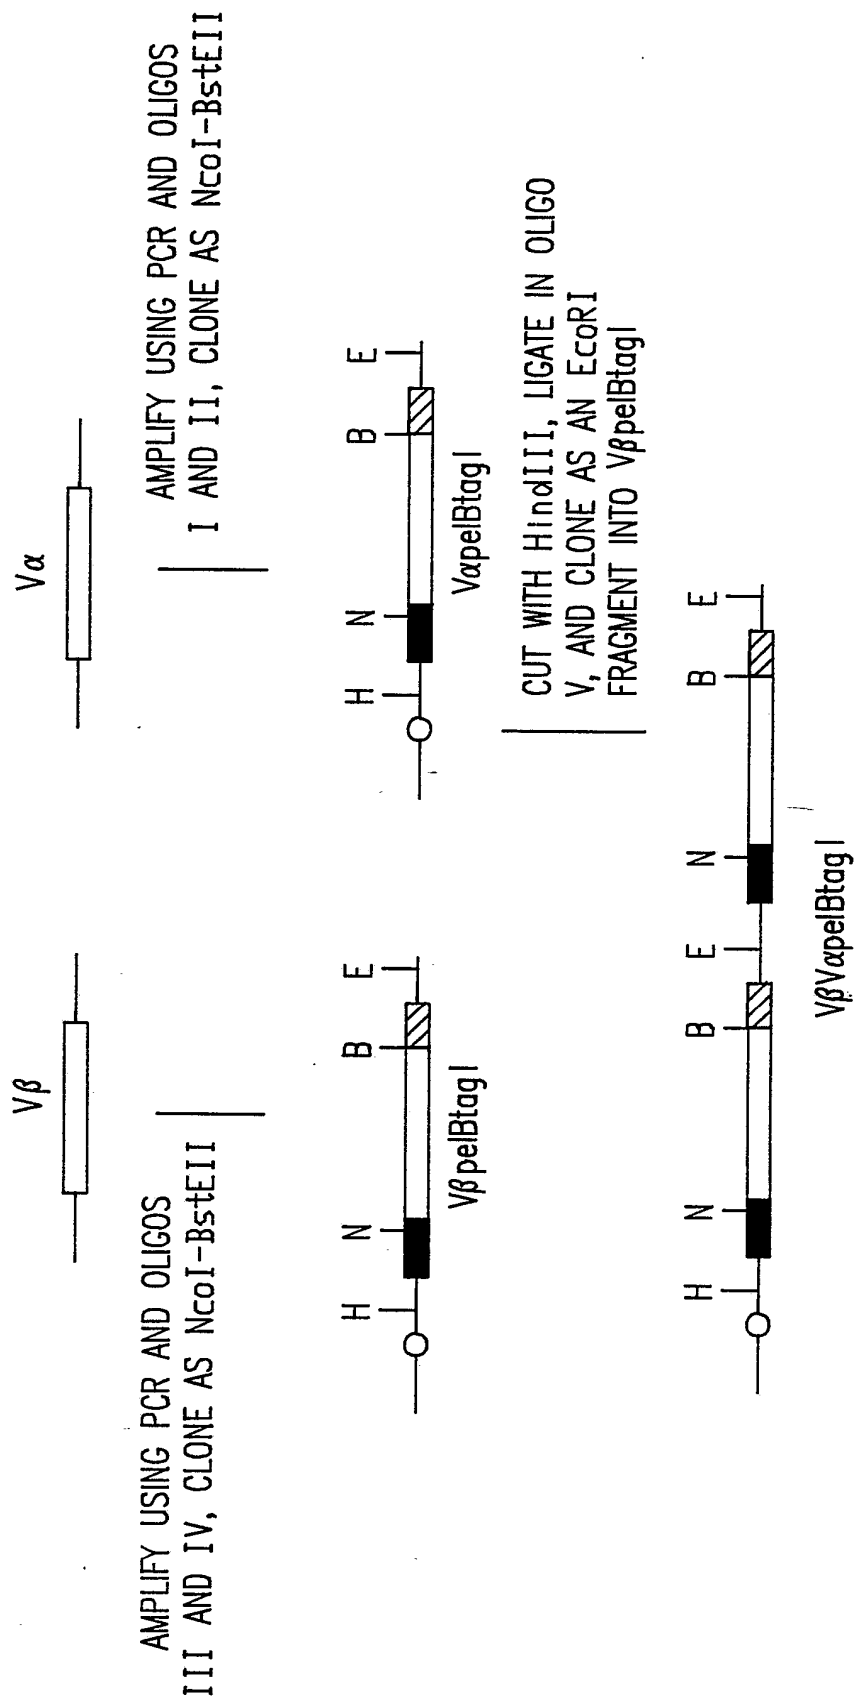 Vβ
Vα
AMPLIFY USING PCR AND OLIGOS
III AND IV, CLONE AS NcoI-BstEII
AMPLIFY USING PCR AND OLIGOS
I AND II, CLONE AS NcoI-BstEII
H N B E
VβpelBtagI
H N B E
VαpelBtagI
CUT WITH HindIII, LIGATE IN OLIGO
V, AND CLONE AS AN EcoRI
FRAGMENT INTO VβpelBtagI
H N B E N B E
VβVαpelBtagI